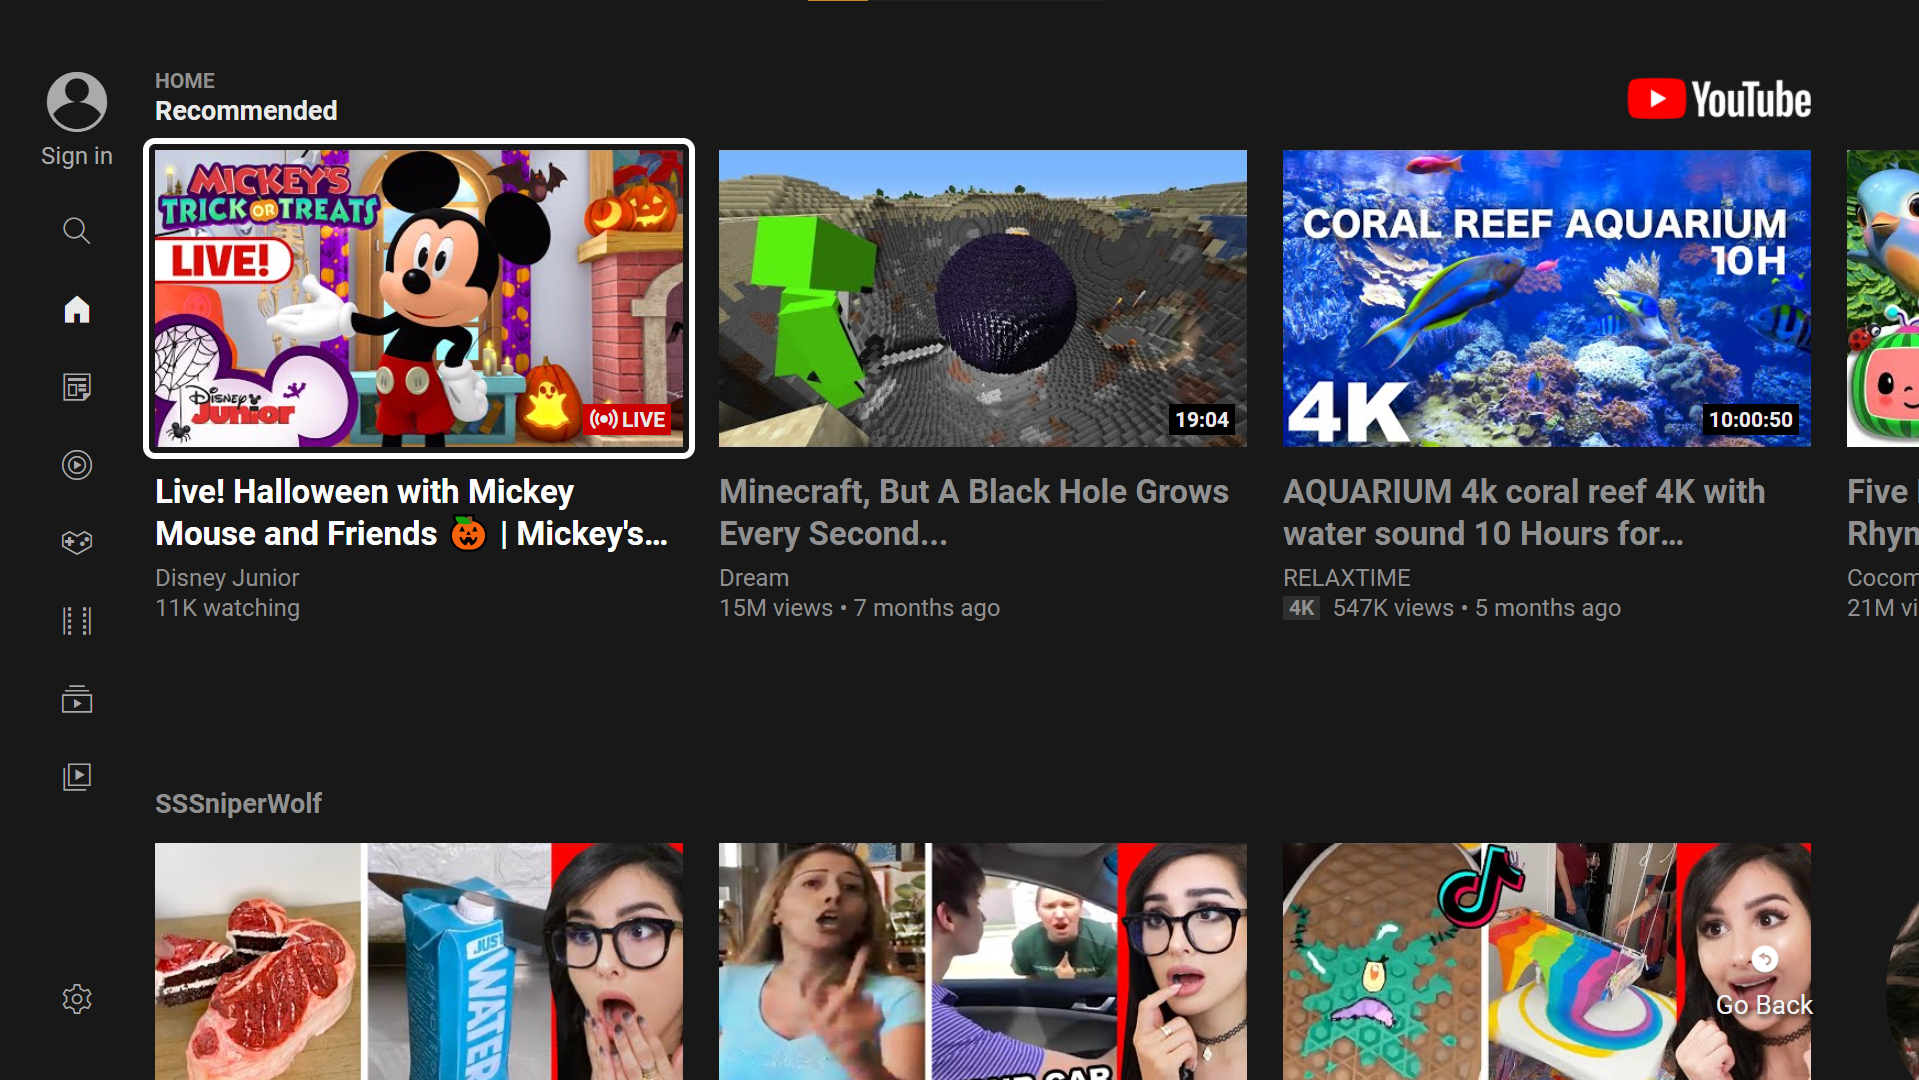 HOME
Recommended
YouTube
Sign in
MICKEY'S
TRICK OR TREATS
LIVE!
DISNEY
Junior
LIVE
19:04
CORAL REEF AQUARIUM
10H
4K
10:00:50
Live! Halloween with Mickey
Mouse and Friends 🎃 | Mickey's...
Disney Junior
11K watching
Minecraft, But A Black Hole Grows
Every Second...
Dream
15M views • 7 months ago
AQUARIUM 4k coral reef 4K with
water sound 10 Hours for...
RELAXTIME
4K 547K views • 5 months ago
Five
Rhyn
Cocom
21M vi
SSSniperWolf
JUST
WATER
CAR
Go Back